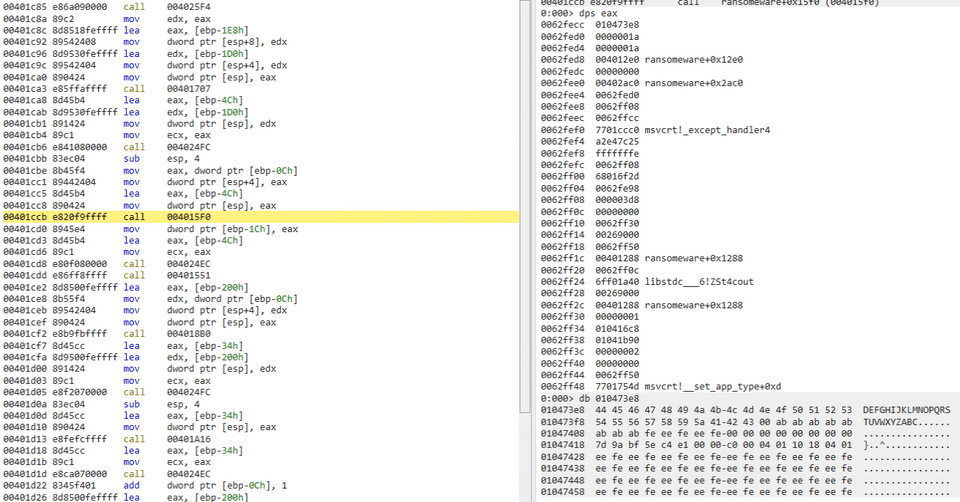 00401c85 e86a090000 call 004025F4
00401c8a 89c2 mov edx, eax
00401c8c 8d8518feffff lea eax, [ebp-1E8h]
00401c92 89542408 mov dword ptr [esp+8], edx
00401c96 8d9530feffff lea edx, [ebp-1D0h]
00401c9c 89542404 mov dword ptr [esp+4], edx
00401ca0 890424 mov dword ptr [esp], eax
00401ca3 e85ffaffff call 00401707
00401ca8 8d45b4 lea eax, [ebp-4Ch]
00401cab 8d9530feffff lea edx, [ebp-1D0h]
00401cb1 891424 mov dword ptr [esp], edx
00401cb4 89c1 mov ecx, eax
00401cb6 e841080000 call 004024FC
00401cbb 83ec04 sub esp, 4
00401cbe 8b45f4 mov eax, dword ptr [ebp-0Ch]
00401cc1 89442404 mov dword ptr [esp+4], eax
00401cc5 8d45b4 lea eax, [ebp-4Ch]
00401cc8 890424 mov dword ptr [esp], eax
00401ccb e820f9ffff call 004015F0
00401cd0 8945e4 mov dword ptr [ebp-1Ch], eax
00401cd3 8d45b4 lea eax, [ebp-4Ch]
00401cd6 89c1 mov ecx, eax
00401cd8 e80f080000 call 004024EC
00401cdd e86ff8ffff call 00401551
00401ce2 8d8500feffff lea eax, [ebp-200h]
00401ce8 8b55f4 mov edx, dword ptr [ebp-0Ch]
00401ceb 89542404 mov dword ptr [esp+4], edx
00401cef 890424 mov dword ptr [esp], eax
00401cf2 e8b9fbffff call 004018B0
00401cf7 8d45cc lea eax, [ebp-34h]
00401cfa 8d9500feffff lea edx, [ebp-200h]
00401d00 891424 mov dword ptr [esp], edx
00401d03 89c1 mov ecx, eax
00401d05 e8f2070000 call 004024FC
00401d0a 83ec04 sub esp, 4
00401d0d 8d45cc lea eax, [ebp-34h]
00401d10 890424 mov dword ptr [esp], eax
00401d13 e8fefcffff call 00401A16
00401d18 8d45cc lea eax, [ebp-34h]
00401d1b 89c1 mov ecx, eax
00401d1d e8ca070000 call 004024EC
00401d22 8345f401 add dword ptr [ebp-0Ch], 1
00401d26 8d8500feffff lea eax, [ebp-200h]
00401ccb e820f9ffff call ransomeware+0x15f0 (004015f0)
0:000> dps eax
0062fecc 010473e8
0062fed0 0000001a
0062fed4 0000001a
0062fed8 004012e0 ransomeware+0x12e0
0062fedc 00000000
0062fee0 00402ac0 ransomeware+0x2ac0
0062fee4 0062fed0
0062fee8 0062ff08
0062feec 0062ffcc
0062fef0 7701ccc0 msvcrt!_except_handler4
0062fef4 a2e47c25
0062fef8 fffffffe
0062fefc 0062ff08
0062ff00 68016f2d
0062ff04 0062fe98
0062ff08 000003d8
0062ff0c 00000000
0062ff10 0062ff30
0062ff14 00269000
0062ff18 0062ff50
0062ff1c 00401288 ransomeware+0x1288
0062ff20 0062ff0c
0062ff24 6ff01a40 libstdc___6!ZSt4cout
0062ff28 00269000
0062ff2c 00401288 ransomeware+0x1288
0062ff30 00000001
0062ff34 010416c8
0062ff38 01041b90
0062ff3c 00000002
0062ff40 00000000
0062ff44 0062ff50
0062ff48 7701754d msvcrt!__set_app_type+0xd
0:000> db 010473e8
010473e8 44 45 46 47 48 49 4a 4b-4c 4d 4e 4f 50 51 52 53 DEFGHIJKLMNOPQRS
010473f8 54 55 56 57 58 59 5a 41-42 43 00 ab ab ab ab ab TUVWXYZABC......
01047408 ab ab ab fe ee fe ee fe-00 00 00 00 00 00 00 00 ................
01047418 7d 9a bf 5e c4 e1 00 00-c0 00 04 01 10 18 04 01 }..^............
01047428 ee fe ee fe ee fe ee fe-ee fe ee fe ee fe ee fe ................
01047438 ee fe ee fe ee fe ee fe-ee fe ee fe ee fe ee fe ................
01047448 ee fe ee fe ee fe ee fe-ee fe ee fe ee fe ee fe ................
01047458 ee fe ee fe ee fe ee fe-ee fe ee fe ee fe ee fe ................